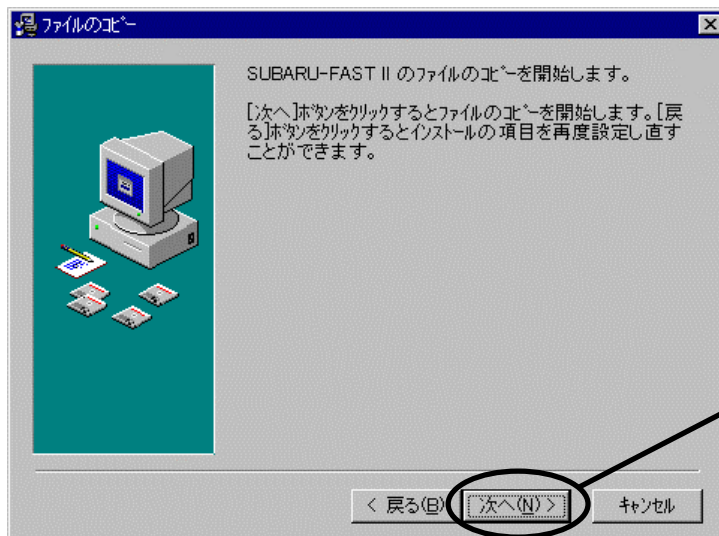 ファイルのコピー
SUBARU-FAST II のファイルのコピーを開始します。
[次へ]ボタンをクリックするとファイルのコピーを開始します。[戻
る]ボタンをクリックするとインストールの項目を再度設定し直す
ことができます。
< 戻る(B) 次へ(N) > キャンセル